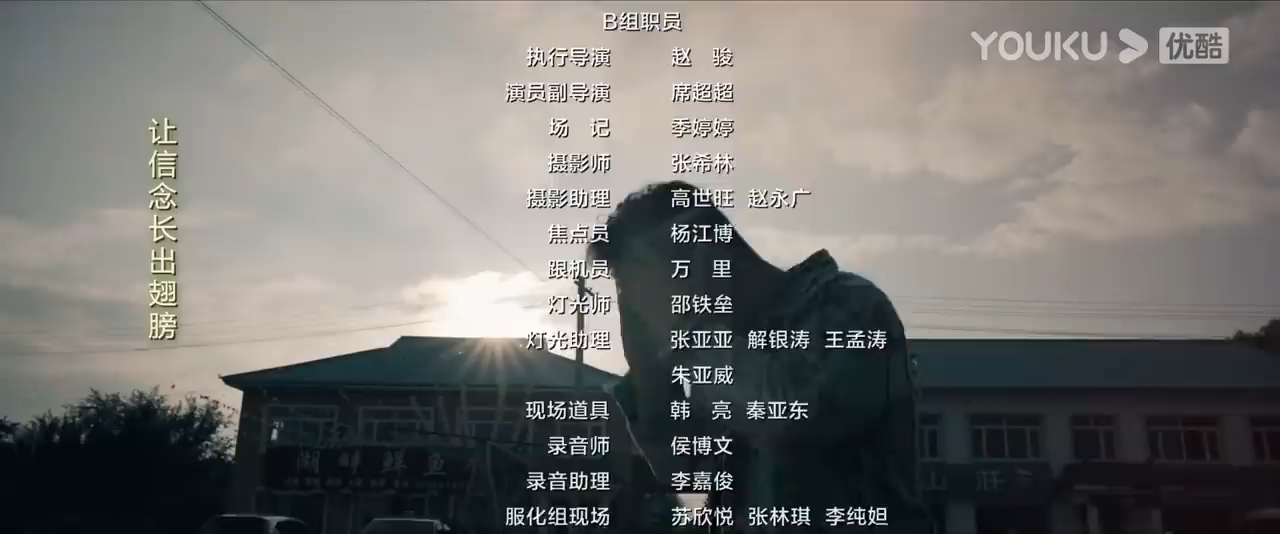 B组职员
YOUKU 优酷
执行导演 赵 骏
演员副导演 席超超
场 记 季婷婷
摄影师 张希林
摄影助理 高世旺 赵永广
焦点员 杨江博
跟机员 万 里
灯光师 邵铁垒
灯光助理 张亚亚 解银涛 王孟涛
朱亚威
现场道具 韩 亮 秦亚东
录音师 侯博文
录音助理 李嘉俊
服化组现场 苏欣悦 张林琪 李纯妲
让信念长出翅膀
湖畔鲜鱼
山庄